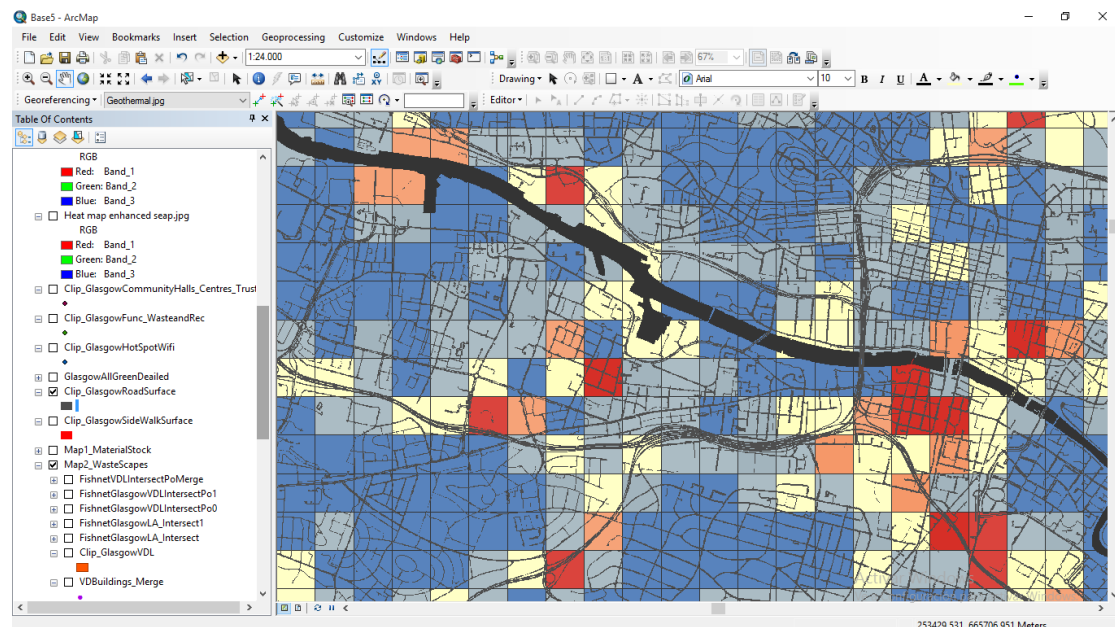 Base5 - ArcMap
File Edit View Bookmarks Insert Selection Geoprocessing Customize Windows Help
1:24.000 67%
Drawing Arial 10 B I U A
Georeferencing Geothermal.jpg Editor
Table Of Contents
RGB
Red: Band_1
Green: Band_2
Blue: Band_3
Heat map enhanced seap.jpg
RGB
Red: Band_1
Green: Band_2
Blue: Band_3
Clip_GlasgowCommunityHalls_Centres_Trust
Clip_GlasgowFunc_WasteandRec
Clip_GlasgowHotSpotWifi
GlasgowAllGreenDeailed
Clip_GlasgowRoadSurface
Clip_GlasgowSideWalkSurface
Map1_MaterialStock
Map2_WasteScapes
FishnetVDLIntersectPoMerge
FishnetGlasgowVDLIntersectPo1
FishnetGlasgowVDLIntersectPo0
FishnetGlasgowLA_Intersect1
FishnetGlasgowLA_Intersect
Clip_GlasgowVDL
VDBuildings_Merge
253429,531 665706,951 Meters